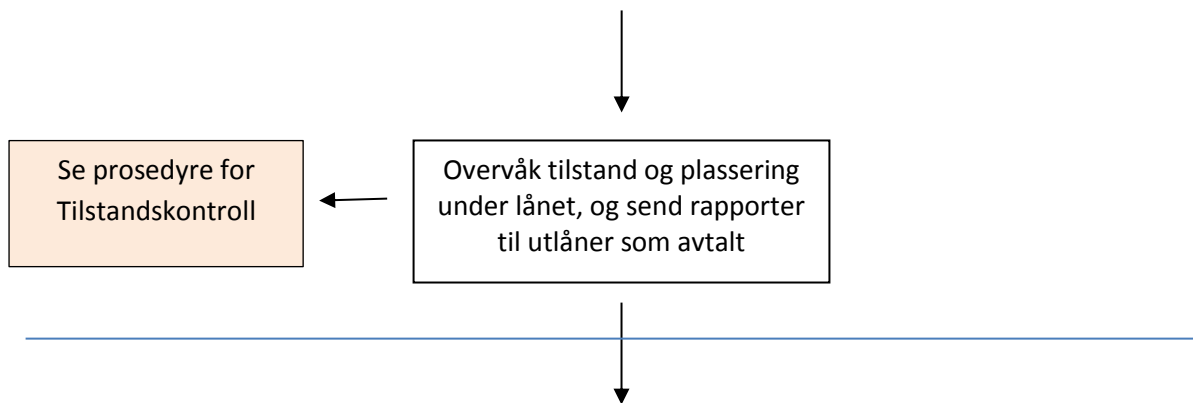 Se prosedyre for
Tilstandskontroll
Overvåk tilstand og plassering
under lånet, og send rapporter
til utlåner som avtalt